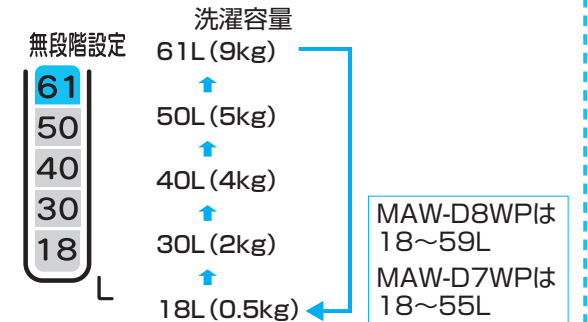 無段階設定
61
50
40
30
18
L
洗濯容量
61L(9kg)
50L(5kg)
40L(4kg)
30L(2kg)
18L(0.5kg)
MAW-D8WPは
18〜59L
MAW-D7WPは
18〜55L